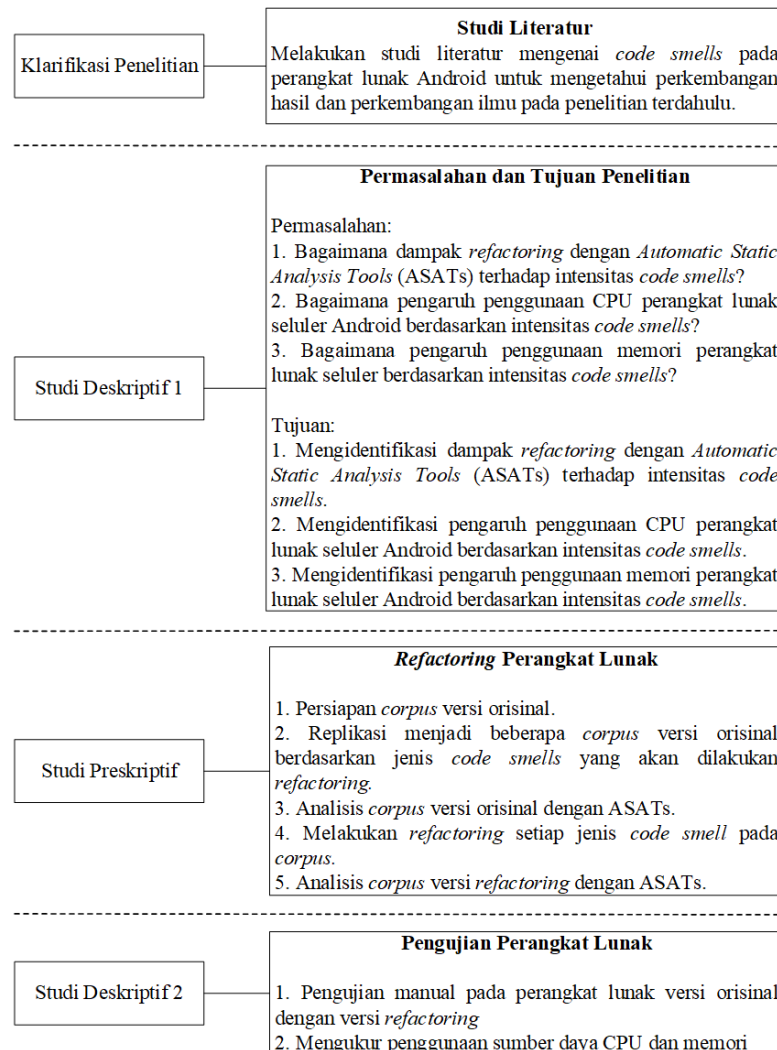 Studi Literatur
Klarifikasi Penelitian
Melakukan studi literatur mengenai code smells pada
perangkat lunak Android untuk mengetahui perkembangan
hasil dan perkembangan ilmu pada penelitian terdahulu.
Permasalahan dan Tujuan Penelitian
Permasalahan:
1. Bagaimana dampak refactoring dengan Automatic Static
Analysis Tools (ASATs) terhadap intensitas code smells?
2. Bagaimana pengaruh penggunaan CPU perangkat lunak
seluler Android berdasarkan intensitas code smells?
3. Bagaimana pengaruh penggunaan memori perangkat
lunak seluler berdasarkan intensitas code smells?
Studi Deskriptif 1
Tujuan:
1. Mengidentifikasi dampak refactoring dengan Automatic
Static Analysis Tools (ASATs) terhadap intensitas code
smells.
2. Mengidentifikasi pengaruh penggunaan CPU perangkat
lunak seluler Android berdasarkan intensitas code smells.
3. Mengidentifikasi pengaruh penggunaan memori perangkat
lunak seluler Android berdasarkan intensitas code smells.
Refactoring Perangkat Lunak
1. Persiapan corpus versi orisinal.
2. Replikasi menjadi beberapa corpus versi orisinal
berdasarkan jenis code smells yang akan dilakukan
refactoring.
Studi Preskriptif
3. Analisis corpus versi orisinal dengan ASATs.
4. Melakukan refactoring setiap jenis code smell pada
corpus.
5. Analisis corpus versi refactoring dengan ASATs.
Pengujian Perangkat Lunak
Studi Deskriptif 2
1. Pengujian manual pada perangkat lunak versi orisinal
dengan versi refactoring
2. Mengukur penggunaan sumber daya CPU dan memori